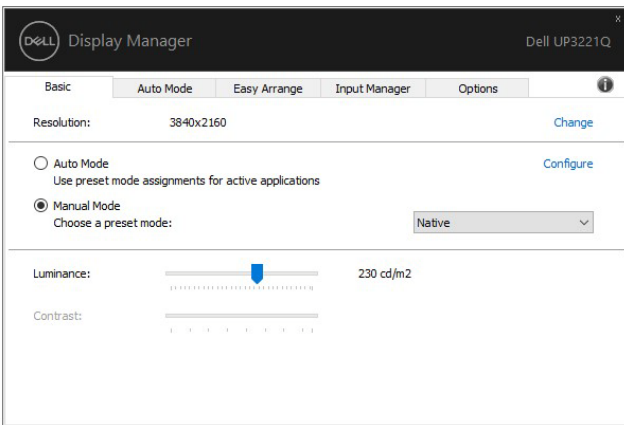 DELL Display Manager Dell UP3221Q
x
Basic Auto Mode Easy Arrange Input Manager Options i
Resolution: 3840x2160 Change
Auto Mode Configure
Use preset mode assignments for active applications
Manual Mode
Choose a preset mode: Native
Luminance: 230 cd/m2
Contrast: